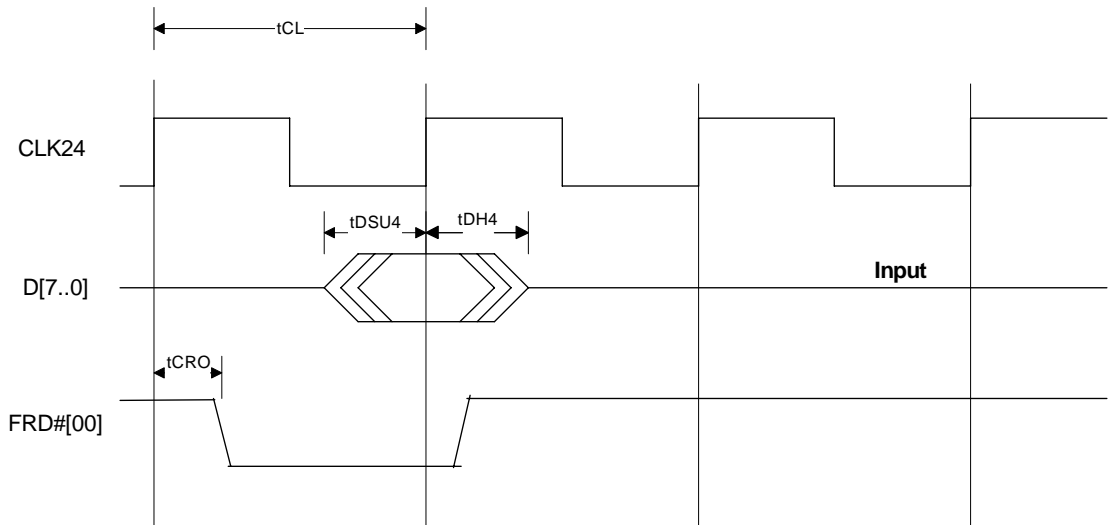 tCL
CLK24
tDSU4
tDH4
D[7..0]
Input
tCRO
FRD#[00]